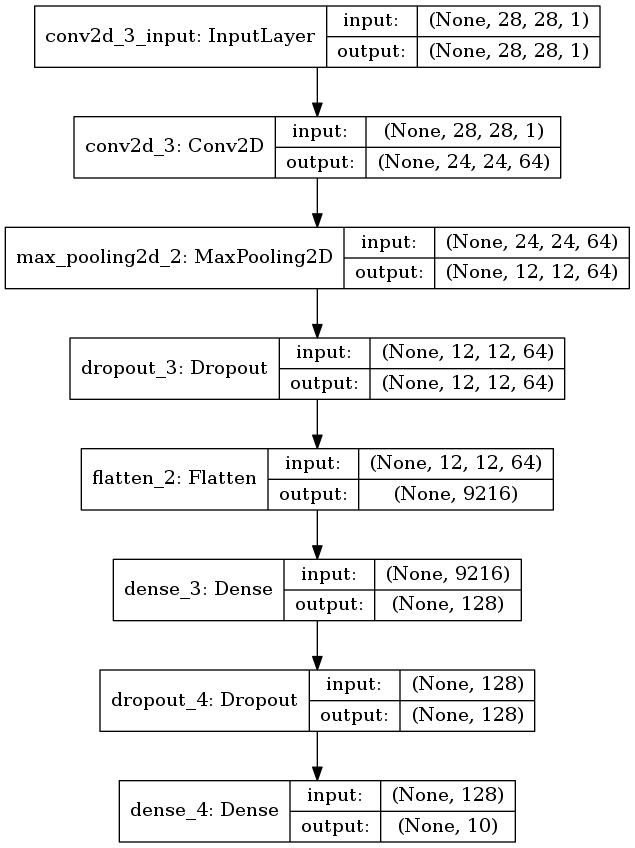 conv2d_3_input: InputLayer
input: (None, 28, 28, 1)
output: (None, 28, 28, 1)
conv2d_3: Conv2D
input: (None, 28, 28, 1)
output: (None, 24, 24, 64)
max_pooling2d_2: MaxPooling2D
input: (None, 24, 24, 64)
output: (None, 12, 12, 64)
dropout_3: Dropout
input: (None, 12, 12, 64)
output: (None, 12, 12, 64)
flatten_2: Flatten
input: (None, 12, 12, 64)
output: (None, 9216)
dense_3: Dense
input: (None, 9216)
output: (None, 128)
dropout_4: Dropout
input: (None, 128)
output: (None, 128)
dense_4: Dense
input: (None, 128)
output: (None, 10)